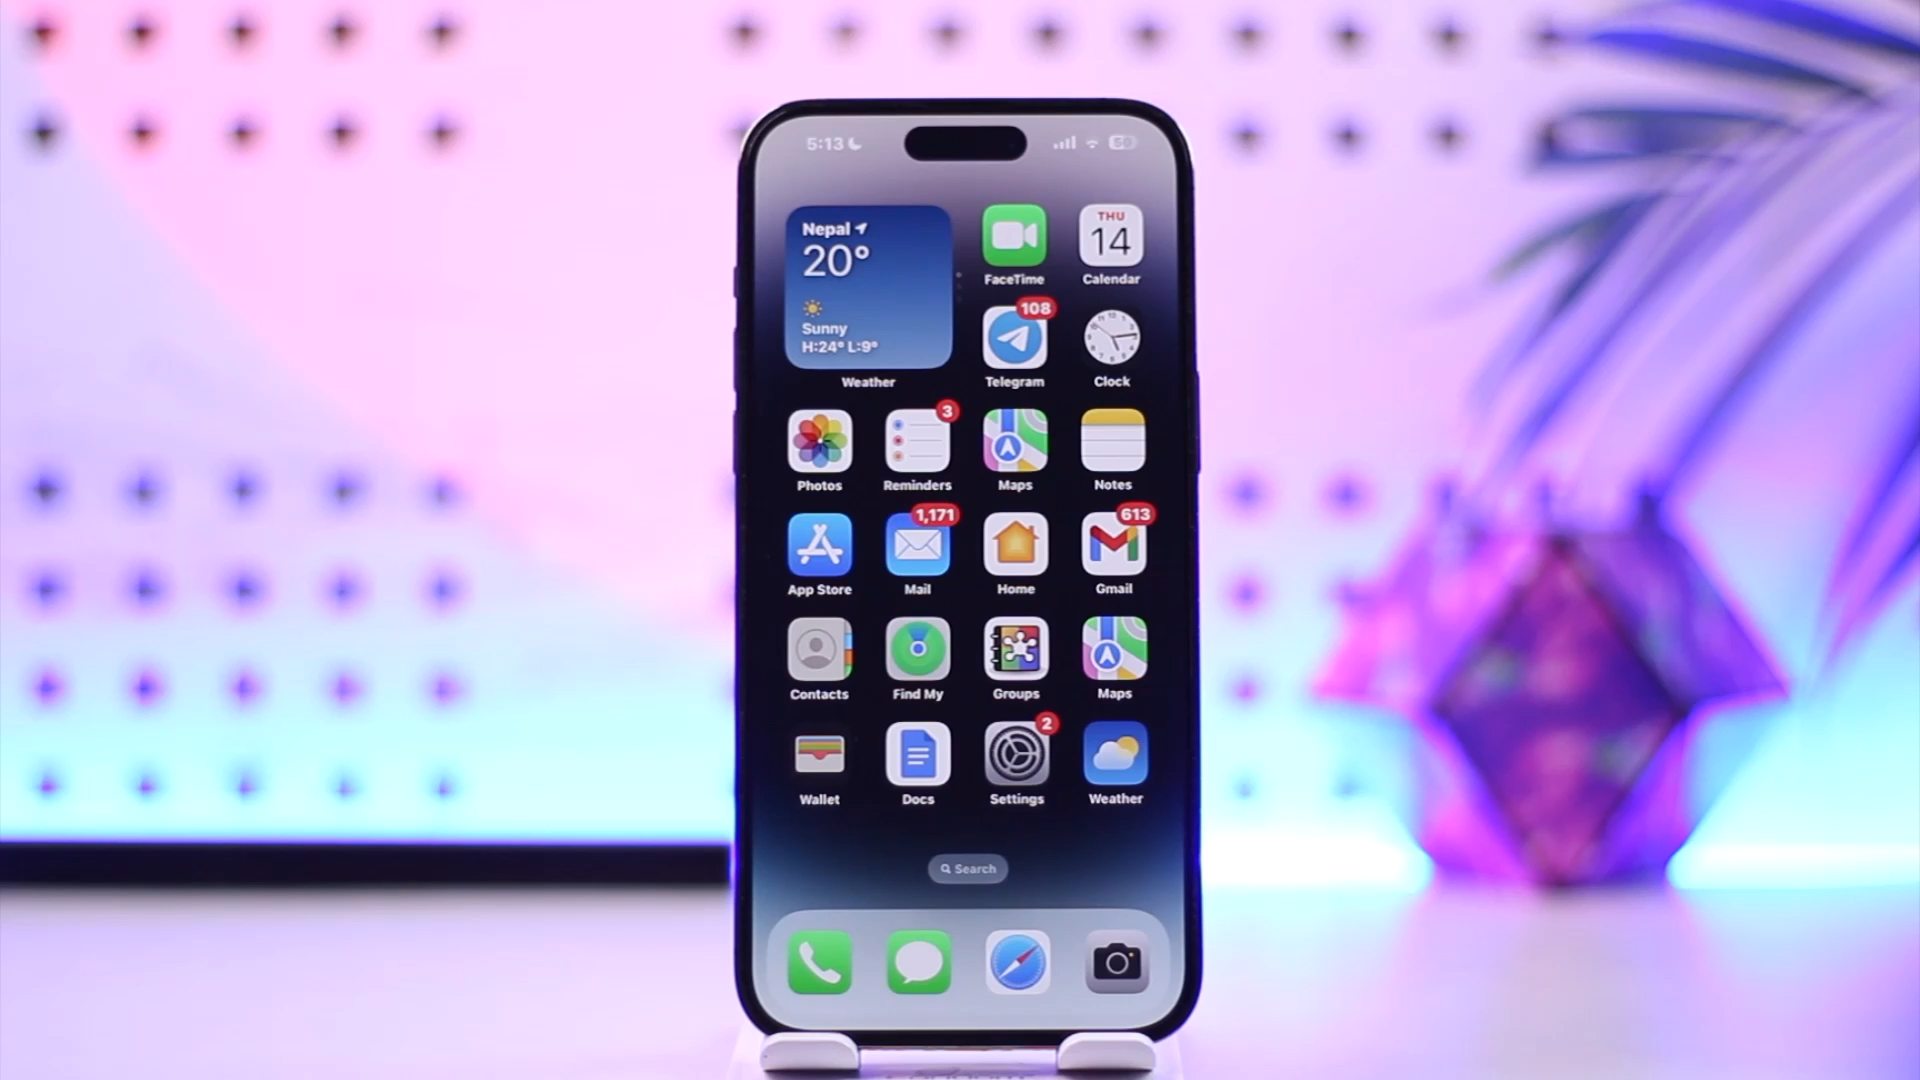 5:13
60
Nepal
20°
Sunny
H:24° L:9°
Weather
FaceTime
THU
14
Calendar
108
Telegram
Clock
Photos
3
Reminders
Maps
Notes
App Store
1,171
Mail
Home
613
Gmail
Contacts
Find My
Groups
Maps
Wallet
Docs
2
Settings
Weather
Search